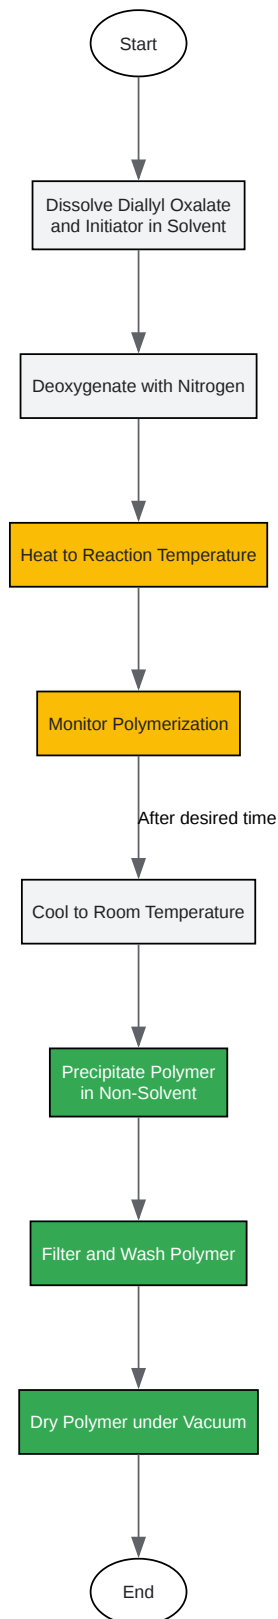 Start
Dissolve Diallyl Oxalate
and Initiator in Solvent
Deoxygenate with Nitrogen
Heat to Reaction Temperature
Monitor Polymerization
After desired time
Cool to Room Temperature
Precipitate Polymer
in Non-Solvent
Filter and Wash Polymer
Dry Polymer under Vacuum
End